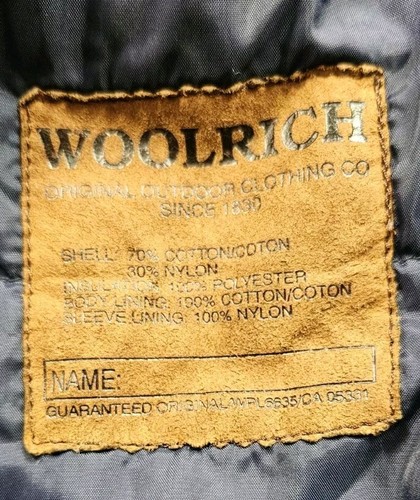 WOOLRICH
ORIGINAL OUTDOOR CLOTHING CO
SINCE 1830
SHELL: 70% COTTON/COTON
30% NYLON
INSULATION: 100% POLYESTER
BODY LINING: 100% COTTON/COTON
SLEEVE LINING: 100% NYLON
NAME:
GUARANTEED ORIGINAL